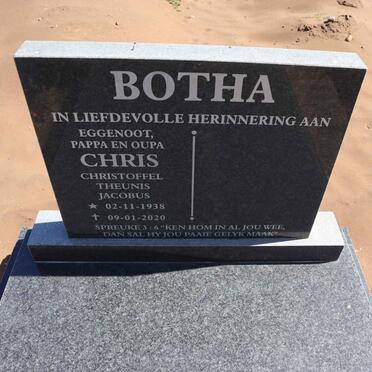 BOTHA
IN LIEFDEVOLLE HERINNERING AAN
EGGENOOT,
PAPPA EN OUPA
CHRIS
CHRISTOFFEL
THEUNIS
JACOBUS
★ 02-11-1938
✝ 09-01-2020
SPREUKE 3 : 6 "KEN HOM IN AL JOU WEË,
DAN SAL HY JOU PAAIE GELYK MAAK"